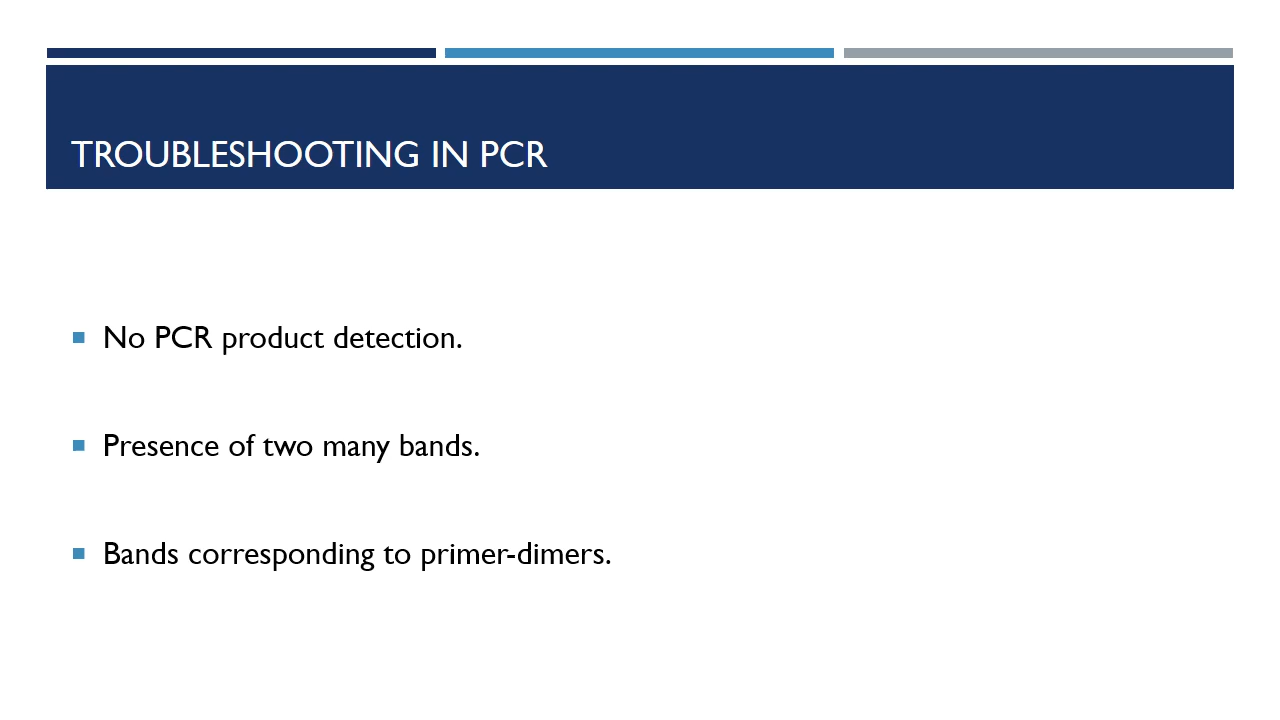 TROUBLESHOOTING IN PCR
No PCR product detection.
Presence of two many bands.
Bands corresponding to primer-dimers.